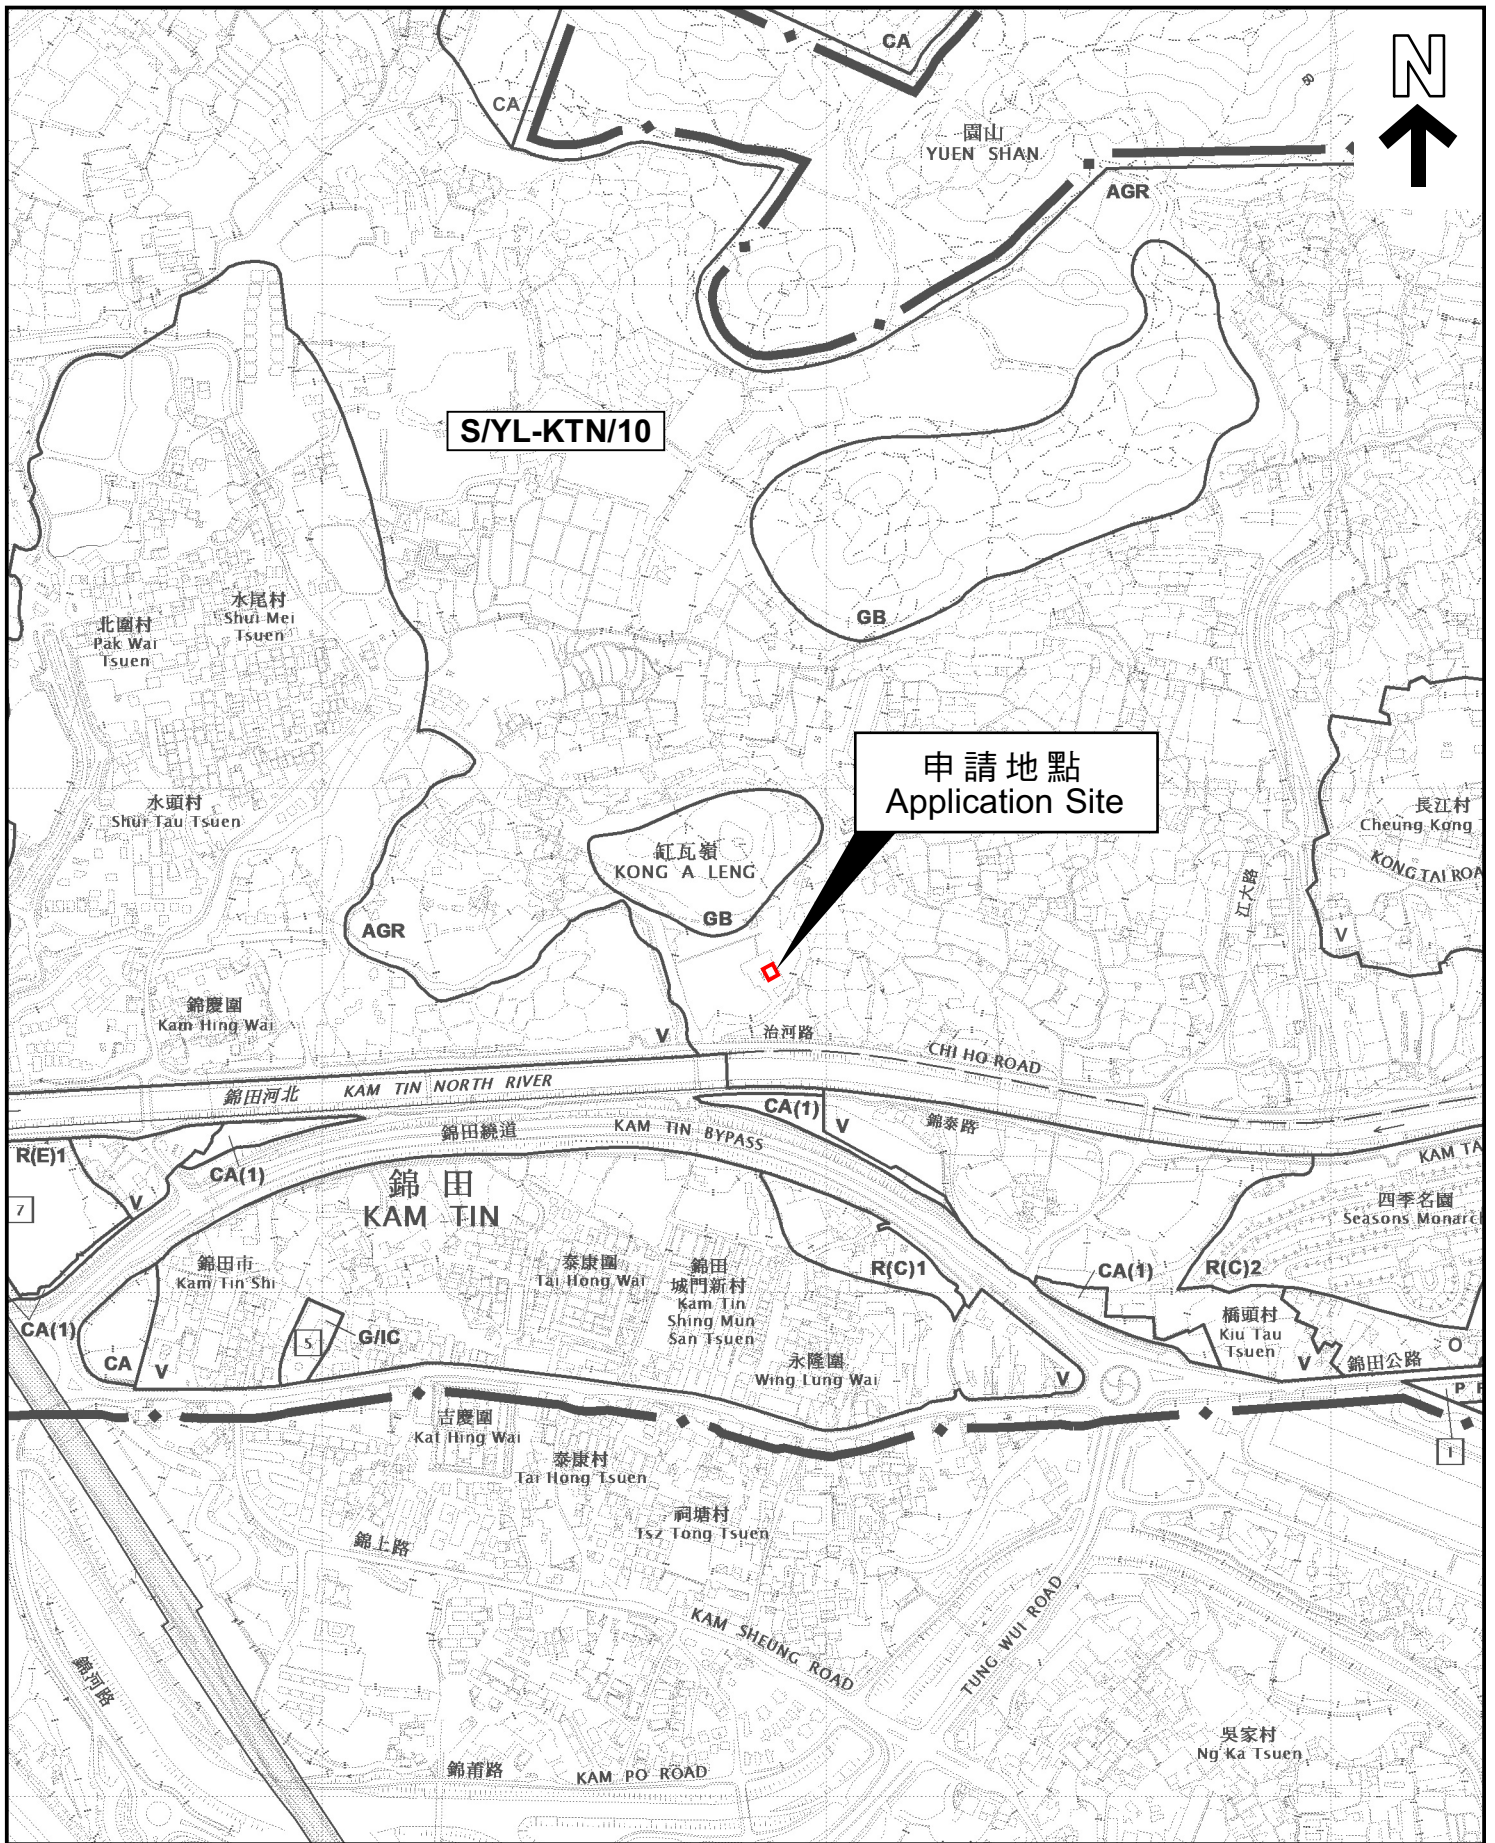 N
CA
CA
50
園山
YUEN SHAN
AGR
S/YL-KTN/10
水尾村
Shui Mei
Tsuen
北圍村
Pak Wai
Tsuen
GB
申請地點
Application Site
水頭村
Shui Tau Tsuen
長江村
Cheung Kong
KONG TAI ROA
缸瓦嶺
KONG A LENG
GB
江大路
AGR
V
錦慶圍
Kam Hing Wai
V
治河路
CHI HO ROAD
錦田河北
KAM TIN NORTH RIVER
CA(1)
V
錦泰路
錦田繞道
KAM TIN BYPASS
R(E)1
CA(1)
KAM TA
7
V
錦田
KAM TIN
四季名園
Seasons Monarc
錦田市
Kam Tin Shi
泰康圍
Tai Hong Wai
錦田
城門新村
Kam Tin
Shing Mun
San Tsuen
R(C)1
CA(1)
R(C)2
橋頭村
Kiu Tau
Tsuen
CA(1)
5
G/IC
O
CA
V
永隆圍
Wing Lung Wai
V
V
錦田公路
P
吉慶圍
Kat Hing Wai
1
泰康村
Tai Hong Tsuen
祠塘村
Tsz Tong Tsuen
錦上路
KAM SHEUNG ROAD
TUNG WUI ROAD
錦河路
吳家村
Ng Ka Tsuen
錦莆路
KAM PO ROAD